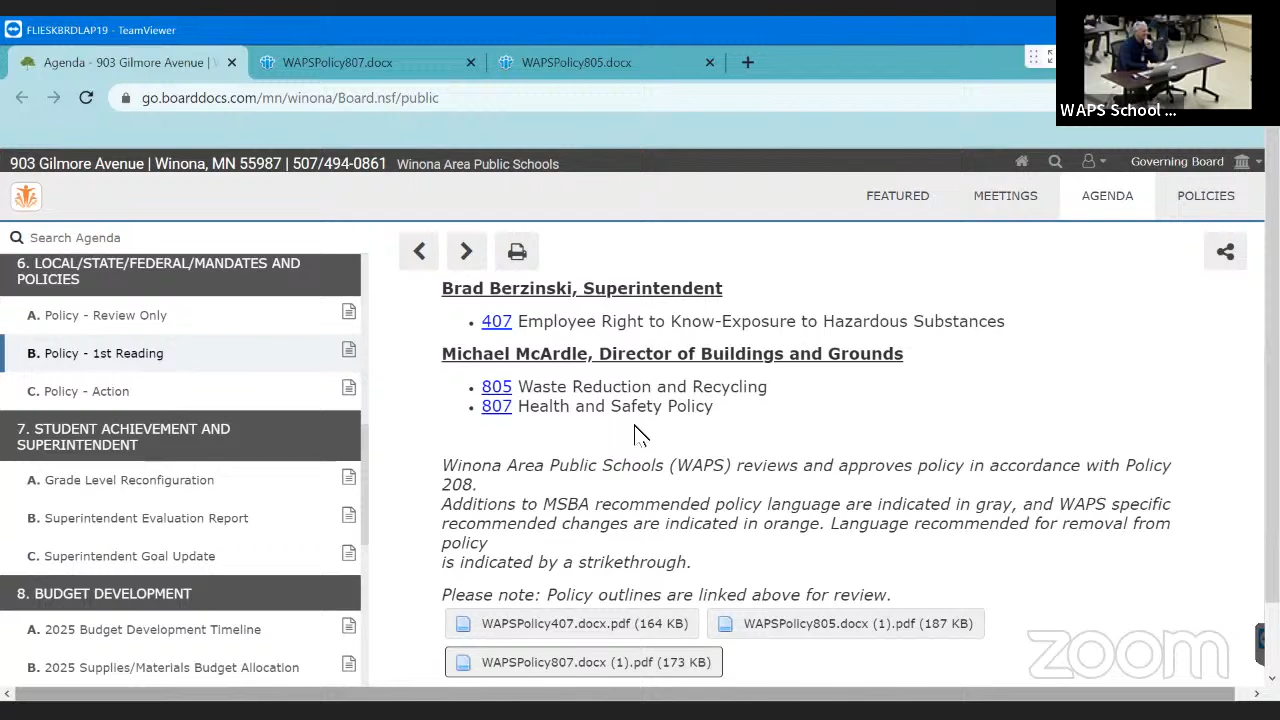 FLIESKBRDLAP19 - TeamViewer
Agenda - 903 Gilmore Avenue |
WAPSPolicy807.docx
WAPSPolicy805.docx
go.boarddocs.com/mn/winona/Board.nsf/public
WAPS School ...
903 Gilmore Avenue | Winona, MN 55987 | 507/494-0861 Winona Area Public Schools
Governing Board
FEATURED
MEETINGS
AGENDA
POLICIES
Search Agenda
6. LOCAL/STATE/FEDERAL/MANDATES AND
POLICIES
A. Policy - Review Only
B. Policy - 1st Reading
C. Policy - Action
7. STUDENT ACHIEVEMENT AND
SUPERINTENDENT
A. Grade Level Reconfiguration
B. Superintendent Evaluation Report
C. Superintendent Goal Update
8. BUDGET DEVELOPMENT
A. 2025 Budget Development Timeline
B. 2025 Supplies/Materials Budget Allocation
Brad Berzinski, Superintendent
• 407 Employee Right to Know-Exposure to Hazardous Substances
Michael McArdle, Director of Buildings and Grounds
• 805 Waste Reduction and Recycling
• 807 Health and Safety Policy
Winona Area Public Schools (WAPS) reviews and approves policy in accordance with Policy
208.
Additions to MSBA recommended policy language are indicated in gray, and WAPS specific
recommended changes are indicated in orange. Language recommended for removal from
policy
is indicated by a strikethrough.
Please note: Policy outlines are linked above for review.
WAPSPolicy407.docx.pdf (164 KB)
WAPSPolicy805.docx (1).pdf (187 KB)
WAPSPolicy807.docx (1).pdf (173 KB)
zoom